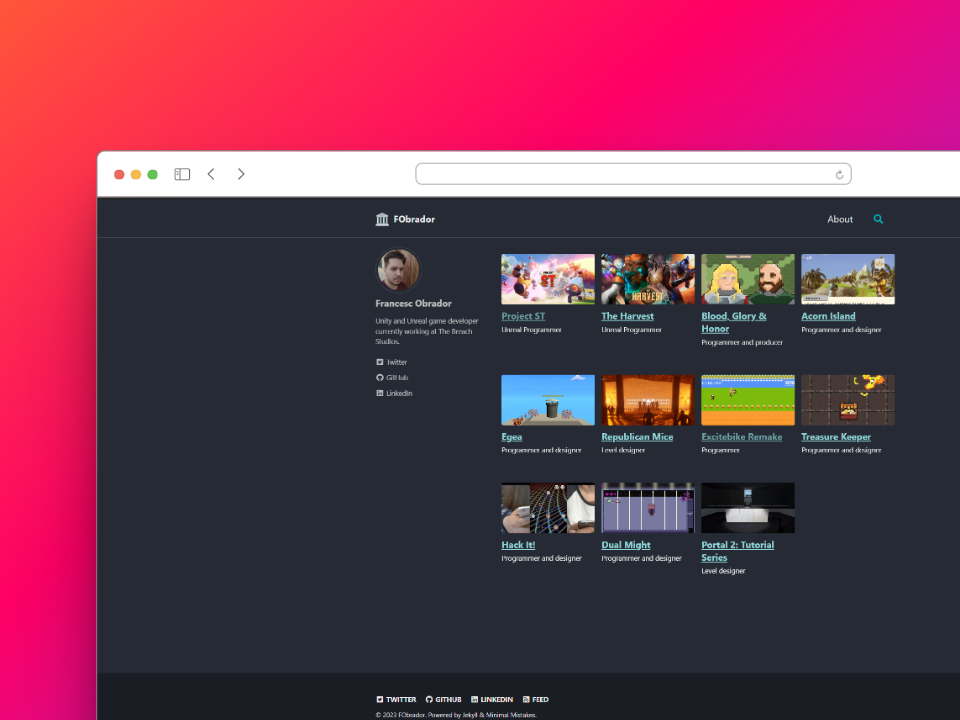 FObrador
About
Francesc Obrador
Unity and Unreal game developer
currently working at The Breach
Studios.
Twitter
GitHub
LinkedIn
ST
Project ST
Unreal Programmer
HARVEST
The Harvest
Unreal Programmer
Blood, Glory &
Honor
Programmer and producer
Acorn Island
Programmer and designer
Egea
Programmer and designer
Republican Mice
Level designer
Excitebike Remake
Programmer
Treasure Keeper
Programmer and designer
Hack It!
Programmer and designer
Dual Might
Programmer and designer
Portal 2: Tutorial
Series
Level designer
TWITTER GITHUB LINKEDIN FEED
© 2023 FObrador. Powered by Jekyll & Minimal Mistakes.